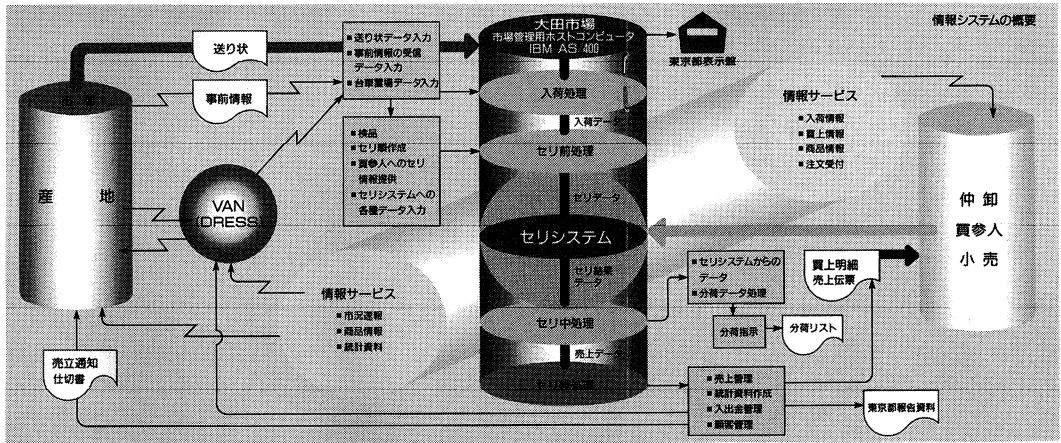 情報システムの概要
大田市場
市場管理用ホストコンピュータ
IBM AS/400
東京都表示館
送り状
事前情報
■ 送り状データ入力
■ 事前情報の受信
データ入力
■ 台車置場データ入力
入荷処理
入荷データ
情報サービス
■ 入荷情報
■ 買上情報
■ 商品情報
■ 注文受付
■ 検品
■ セリ順作成
■ 買参人へのセリ
情報提供
■ セリシステムへの
各種データ入力
セリ前処理
セリデータ
産地
VAN
(DRESS)
仲卸
買参人
小売
セリシステム
セリ結果
データ
■ セリシステムからの
データ
■ 分荷データ処理
買上明細
売上伝票
情報サービス
■ 市況速報
■ 商品情報
■ 統計資料
セリ中処理
分荷指示
分荷リスト
売上データ
売立通知
仕切書
■ 売上管理
■ 統計資料作成
■ 入出金管理
■ 顧客管理
東京都報告資料